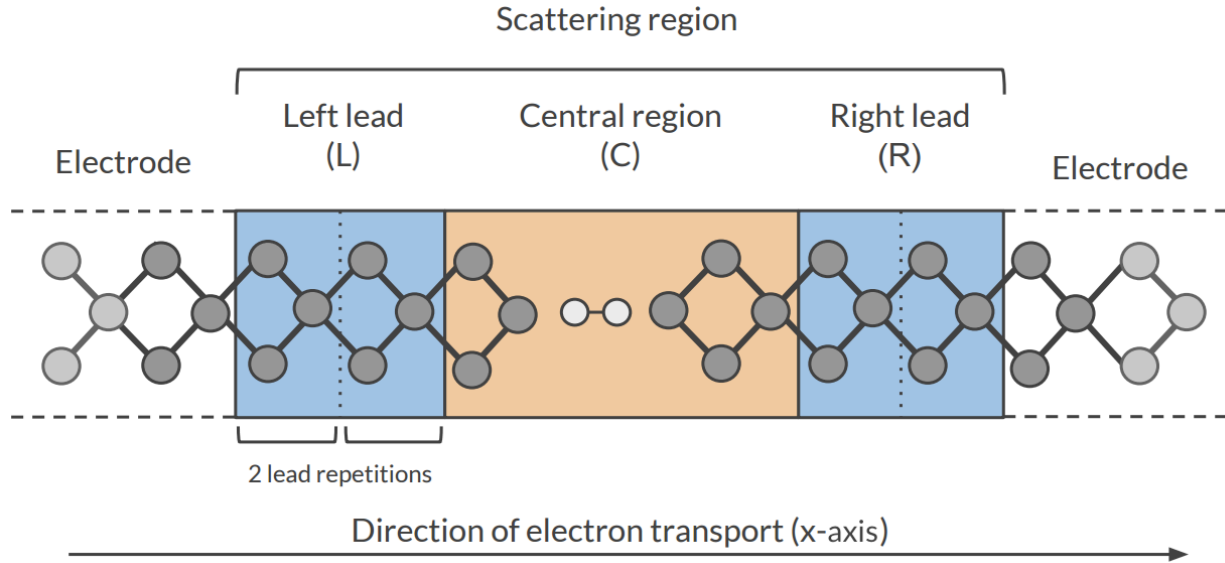 Scattering region
Left lead
(L)
Central region
(C)
Right lead
(R)
Electrode
Electrode
2 lead repetitions
Direction of electron transport (x-axis)